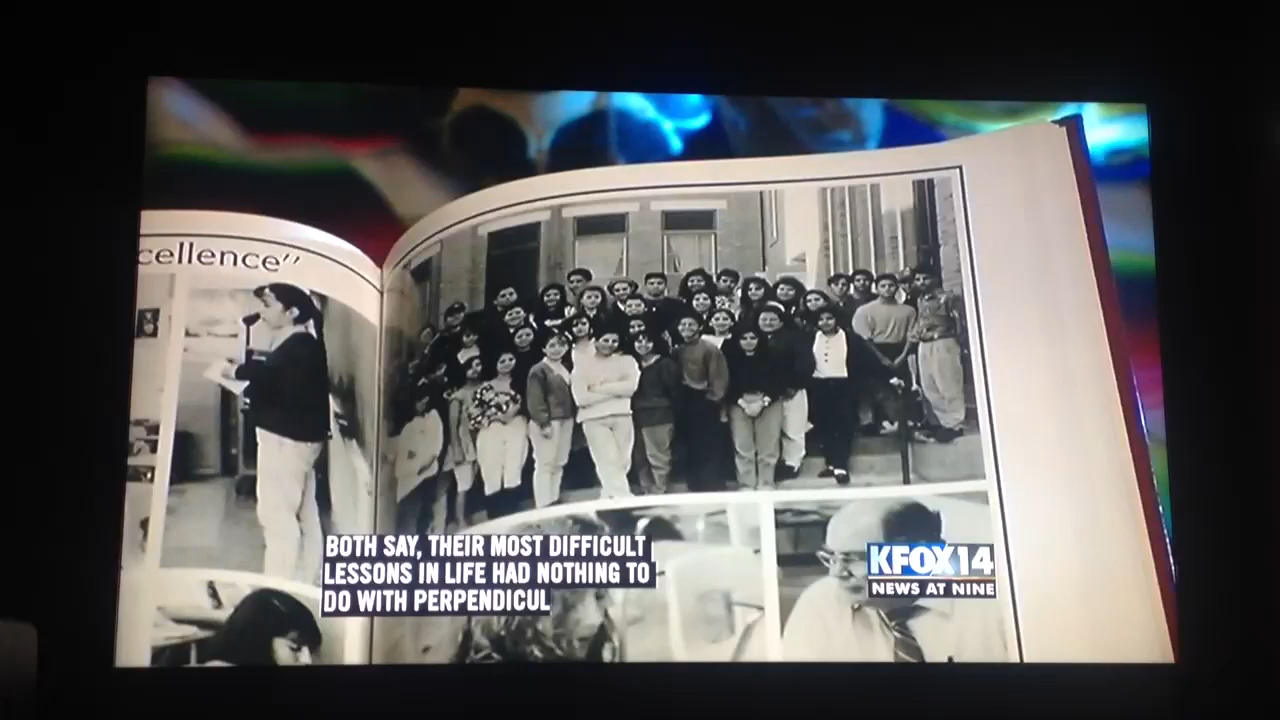 cellence”
BOTH SAY, THEIR MOST DIFFICULT
LESSONS IN LIFE HAD NOTHING TO
DO WITH PERPENDICUL
KFOX14
NEWS AT NINE